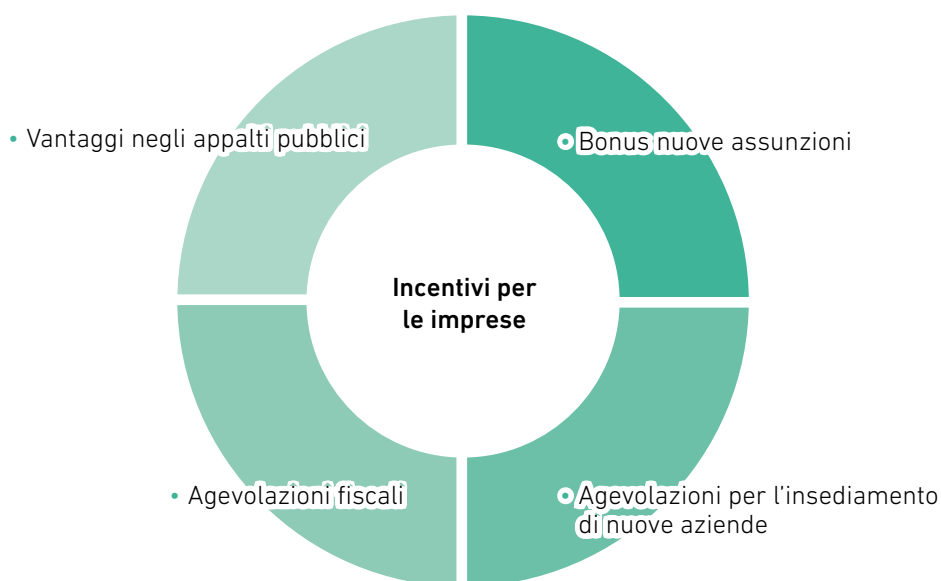 • Vantaggi negli appalti pubblici
Bonus nuove assunzioni
Incentivi per
le imprese
• Agevolazioni fiscali
Agevolazioni per l’insediamento
di nuove aziende